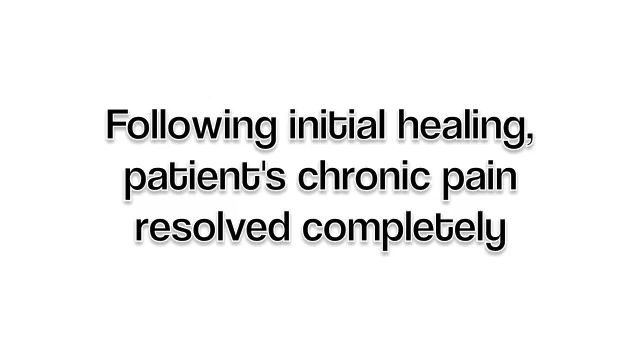 Following initial healing,
patient's chronic pain
resolved completely